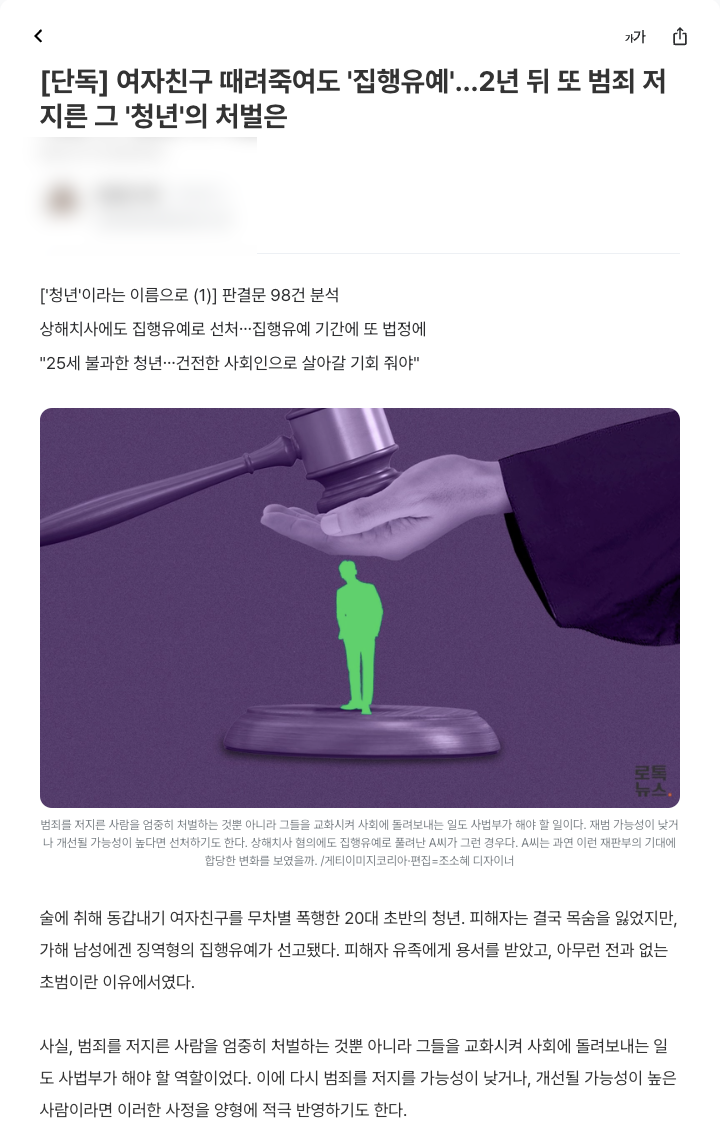 가가
[단독] 여자친구 때려죽여도 '집행유예'…2년 뒤 또 범죄 저
지른 그 '청년'의 처벌은
['청년'이라는 이름으로 (1)] 판결문 98건 분석
상해치사에도 집행유예로 선처…집행유예 기간에 또 법정에
"25세 불과한 청년…건전한 사회인으로 살아갈 기회 줘야"
로톡
뉴스.
범죄를 저지른 사람을 엄중히 처벌하는 것뿐 아니라 그들을 교화시켜 사회에 돌려보내는 일도 사법부가 해야 할 일이다. 재범 가능성이 낮거
나 개선될 가능성이 높다면 선처하기도 한다. 상해치사 혐의에도 집행유예로 풀려난 A씨가 그런 경우다. A씨는 과연 이런 재판부의 기대에
합당한 변화를 보였을까. /게티이미지코리아·편집=조소혜 디자이너
술에 취해 동갑내기 여자친구를 무차별 폭행한 20대 초반의 청년. 피해자는 결국 목숨을 잃었지만,
가해 남성에겐 징역형의 집행유예가 선고됐다. 피해자 유족에게 용서를 받았고, 아무런 전과 없는
초범이란 이유에서였다.
사실, 범죄를 저지른 사람을 엄중히 처벌하는 것뿐 아니라 그들을 교화시켜 사회에 돌려보내는 일
도 사법부가 해야 할 역할이었다. 이에 다시 범죄를 저지를 가능성이 낮거나, 개선될 가능성이 높은
사람이라면 이러한 사정을 양형에 적극 반영하기도 한다.